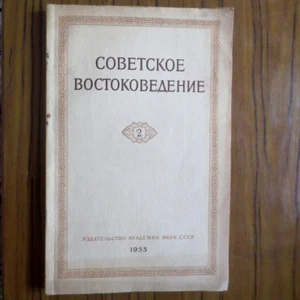 СОВЕТСКОЕ
ВОСТОКОВЕДЕНИЕ
2
ИЗДАТЕЛЬСТВО АКАДЕМИИ НАУК СССР
1955